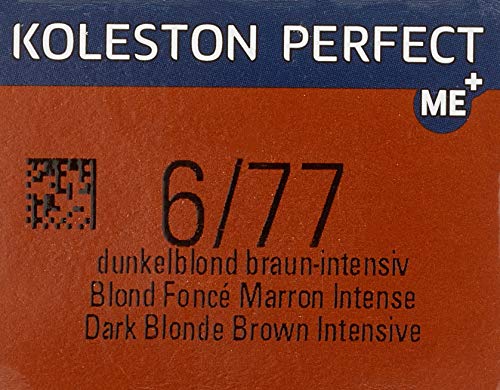 KOLESTON PERFECT
ME+
6/77
dunkelblond braun-intensiv
Blond Foncé Marron Intense
Dark Blonde Brown Intensive